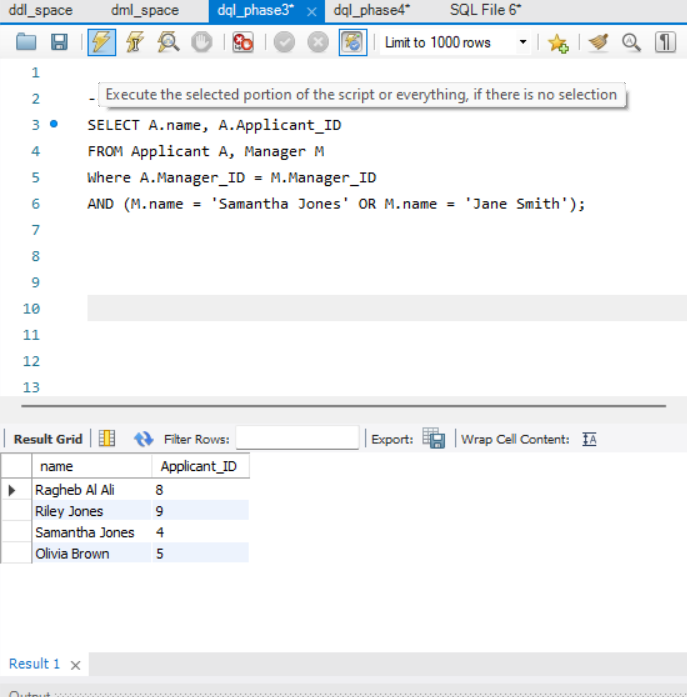 ddl_space dml_space dql_phase3* × dql_phase4* SQL File 6*
Limit to 1000 rows
1
2 - Execute the selected portion of the script or everything, if there is no selection
3 SELECT A.name, A.Applicant_ID
4 FROM Applicant A, Manager M
5 Where A.Manager_ID = M.Manager_ID
6 AND (M.name = 'Samantha Jones' OR M.name = 'Jane Smith');
7
8
9
10
11
12
13
Result Grid Filter Rows: Export: Wrap Cell Content: IA
name Applicant_ID
Ragheb Al Ali 8
Riley Jones 9
Samantha Jones 4
Olivia Brown 5
Result 1 ×
Output